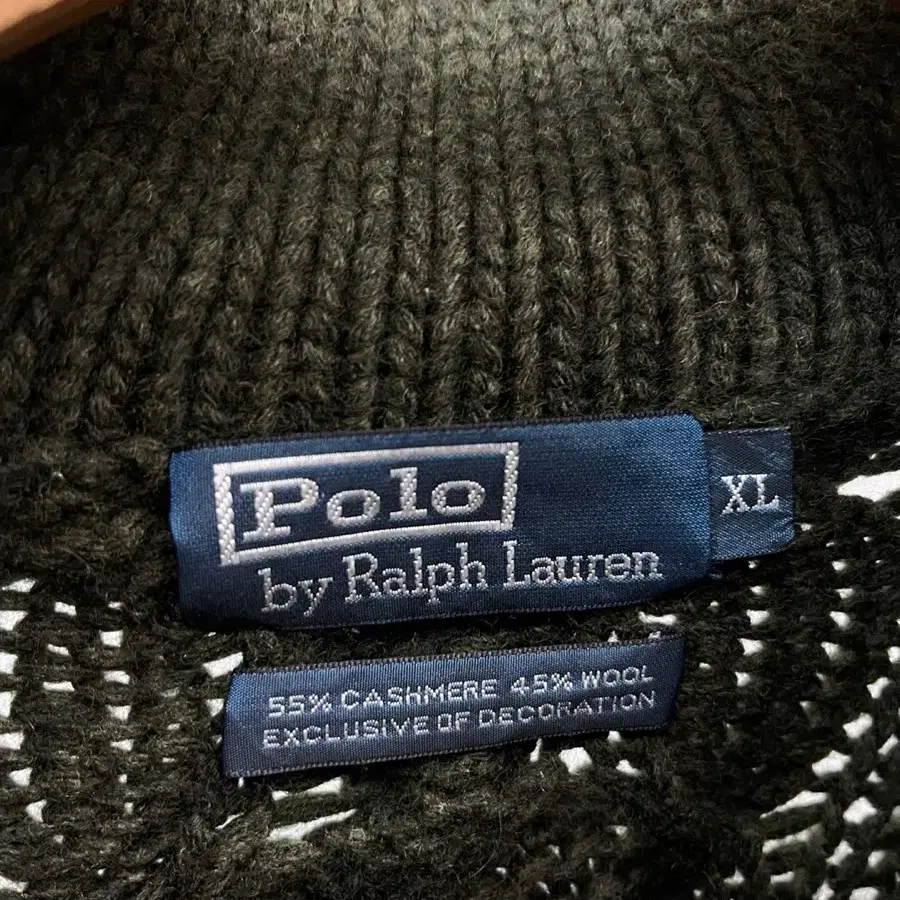 Polo
by Ralph Lauren
XL
55% CASHMERE 45% WOOL
EXCLUSIVE OF DECORATION